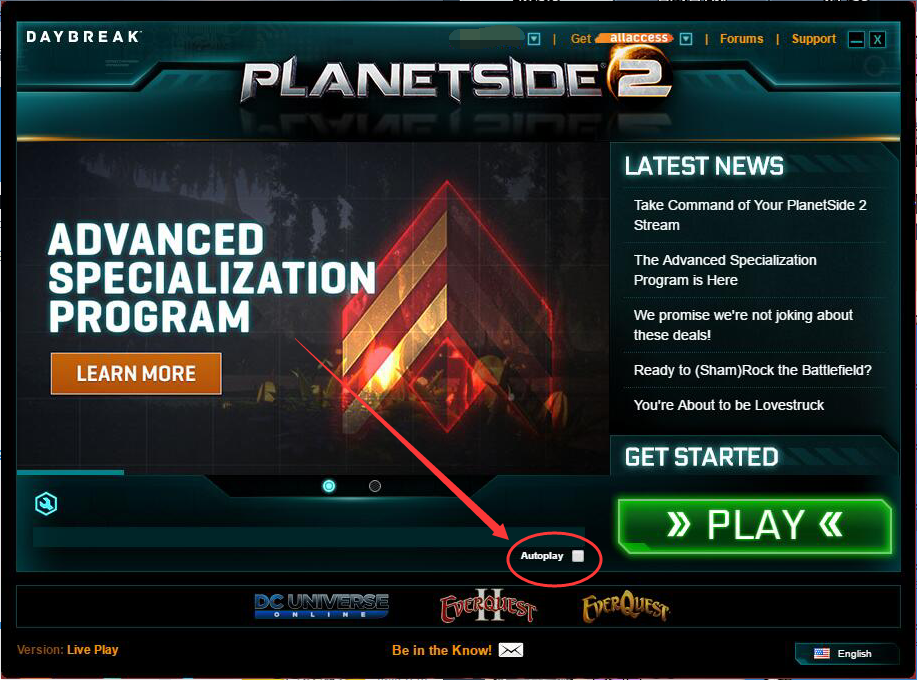 DAYBREAK
Get allaccess | Forums | Support
PLANETSIDE 2
ADVANCED
SPECIALIZATION
PROGRAM
LEARN MORE
LATEST NEWS
Take Command of Your PlanetSide 2
Stream
The Advanced Specialization
Program is Here
We promise we're not joking about
these deals!
Ready to (Sham)Rock the Battlefield?
You're About to be Lovestruck
GET STARTED
PLAY
Autoplay
DC UNIVERSE
ONLINE
EVERQUEST II
EVERQUEST
Version: Live Play
Be in the Know!
English